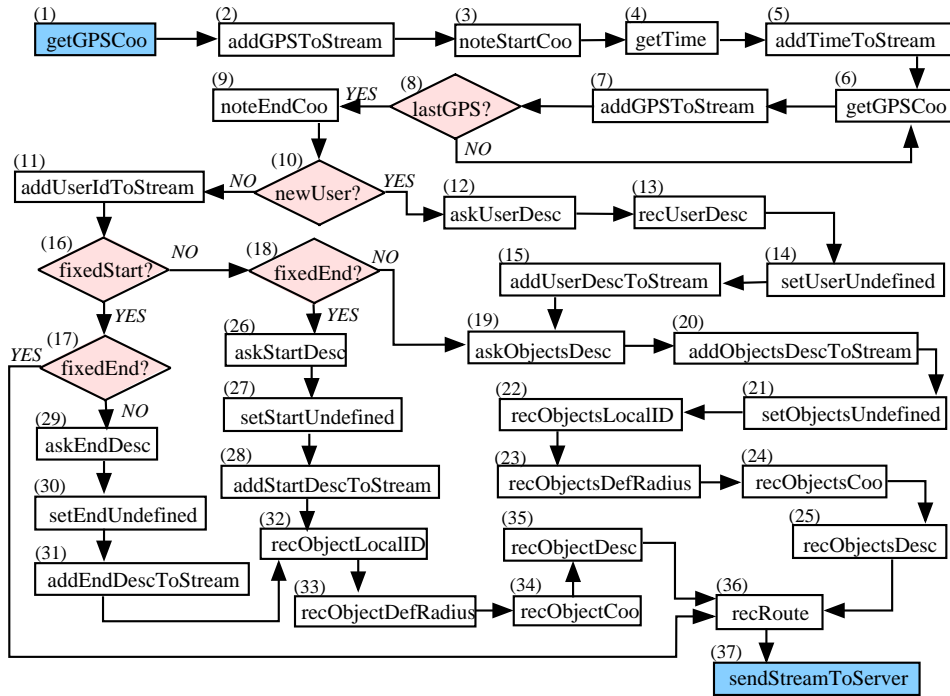 (1) (2) (3) (4) (5)
getGPSCoo addGPSToStream noteStartCoo getTime addTimeToStream
(9) (8) (7) (6)
noteEndCoo YES lastGPS? addGPSToStream getGPSCoo
NO
(11) (10) (12) (13)
addUserIdToStream NO newUser? YES askUserDesc recUserDesc
(16) (18) (15) (14)
fixedStart? NO fixedEnd? NO addUserDescToStream setUserUndefined
YES YES
(17) (26) (19) (20)
YES fixedEnd? askStartDesc askObjectsDesc addObjectsDescToStream
NO
(29) (27) (22) (21)
askEndDesc setStartUndefined recObjectsLocalID setObjectsUndefined
(30) (28) (23) (24)
setEndUndefined addStartDescToStream recObjectsDefRadius recObjectsCoo
(31) (32) (35) (25)
addEndDescToStream recObjectLocalID recObjectDesc recObjectsDesc
(33) (34) (36)
recObjectDefRadius recObjectCoo recRoute
(37)
sendStreamToServer